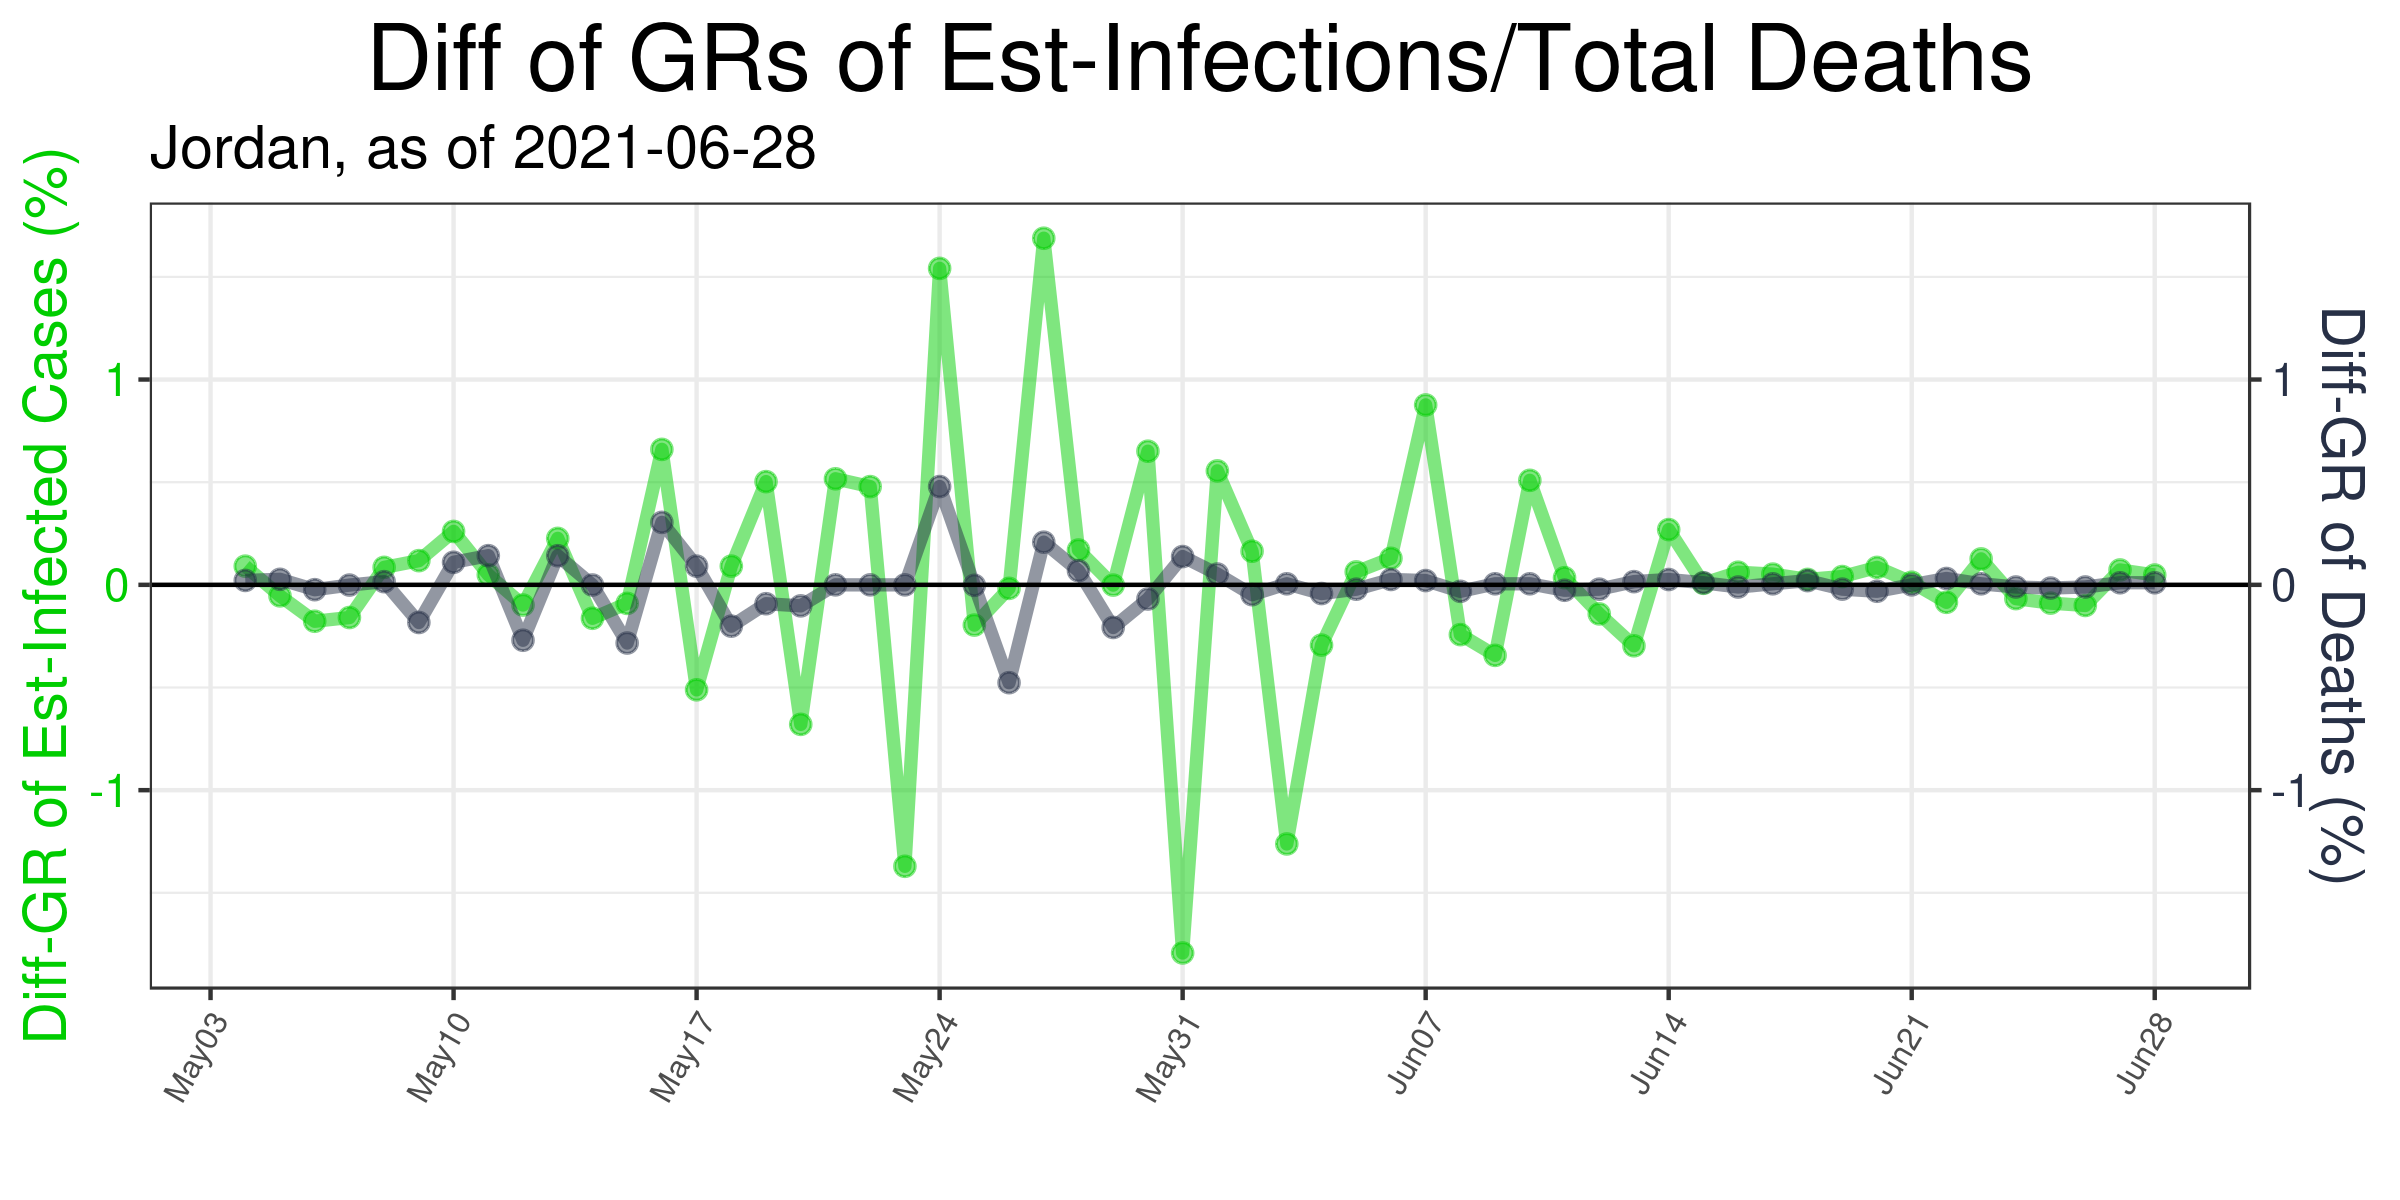 Diff of GRs of Est-Infections/Total Deaths
Jordan, as of 2021-06-28
Diff-GR of Est-Infected Cases (%)
1
0
-1
1
0
-1
Diff-GR of Deaths (%)
May03
May10
May17
May24
May31
Jun07
Jun14
Jun21
Jun28